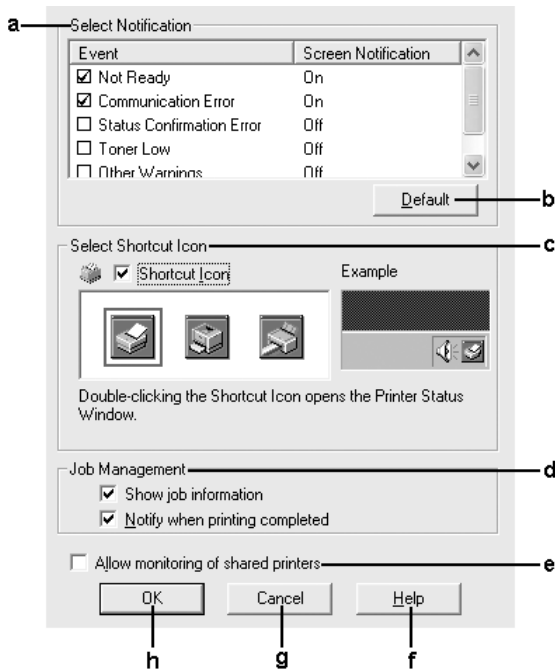 a
Select Notification
Event Screen Notification
Not Ready On
Communication Error On
Status Confirmation Error Off
Toner Low Off
Other Warnings Off
Default
b
Select Shortcut Icon
c
Shortcut Icon
Example
Double-clicking the Shortcut Icon opens the Printer Status
Window.
Job Management
d
Show job information
Notify when printing completed
Allow monitoring of shared printers
e
OK Cancel Help
h g f